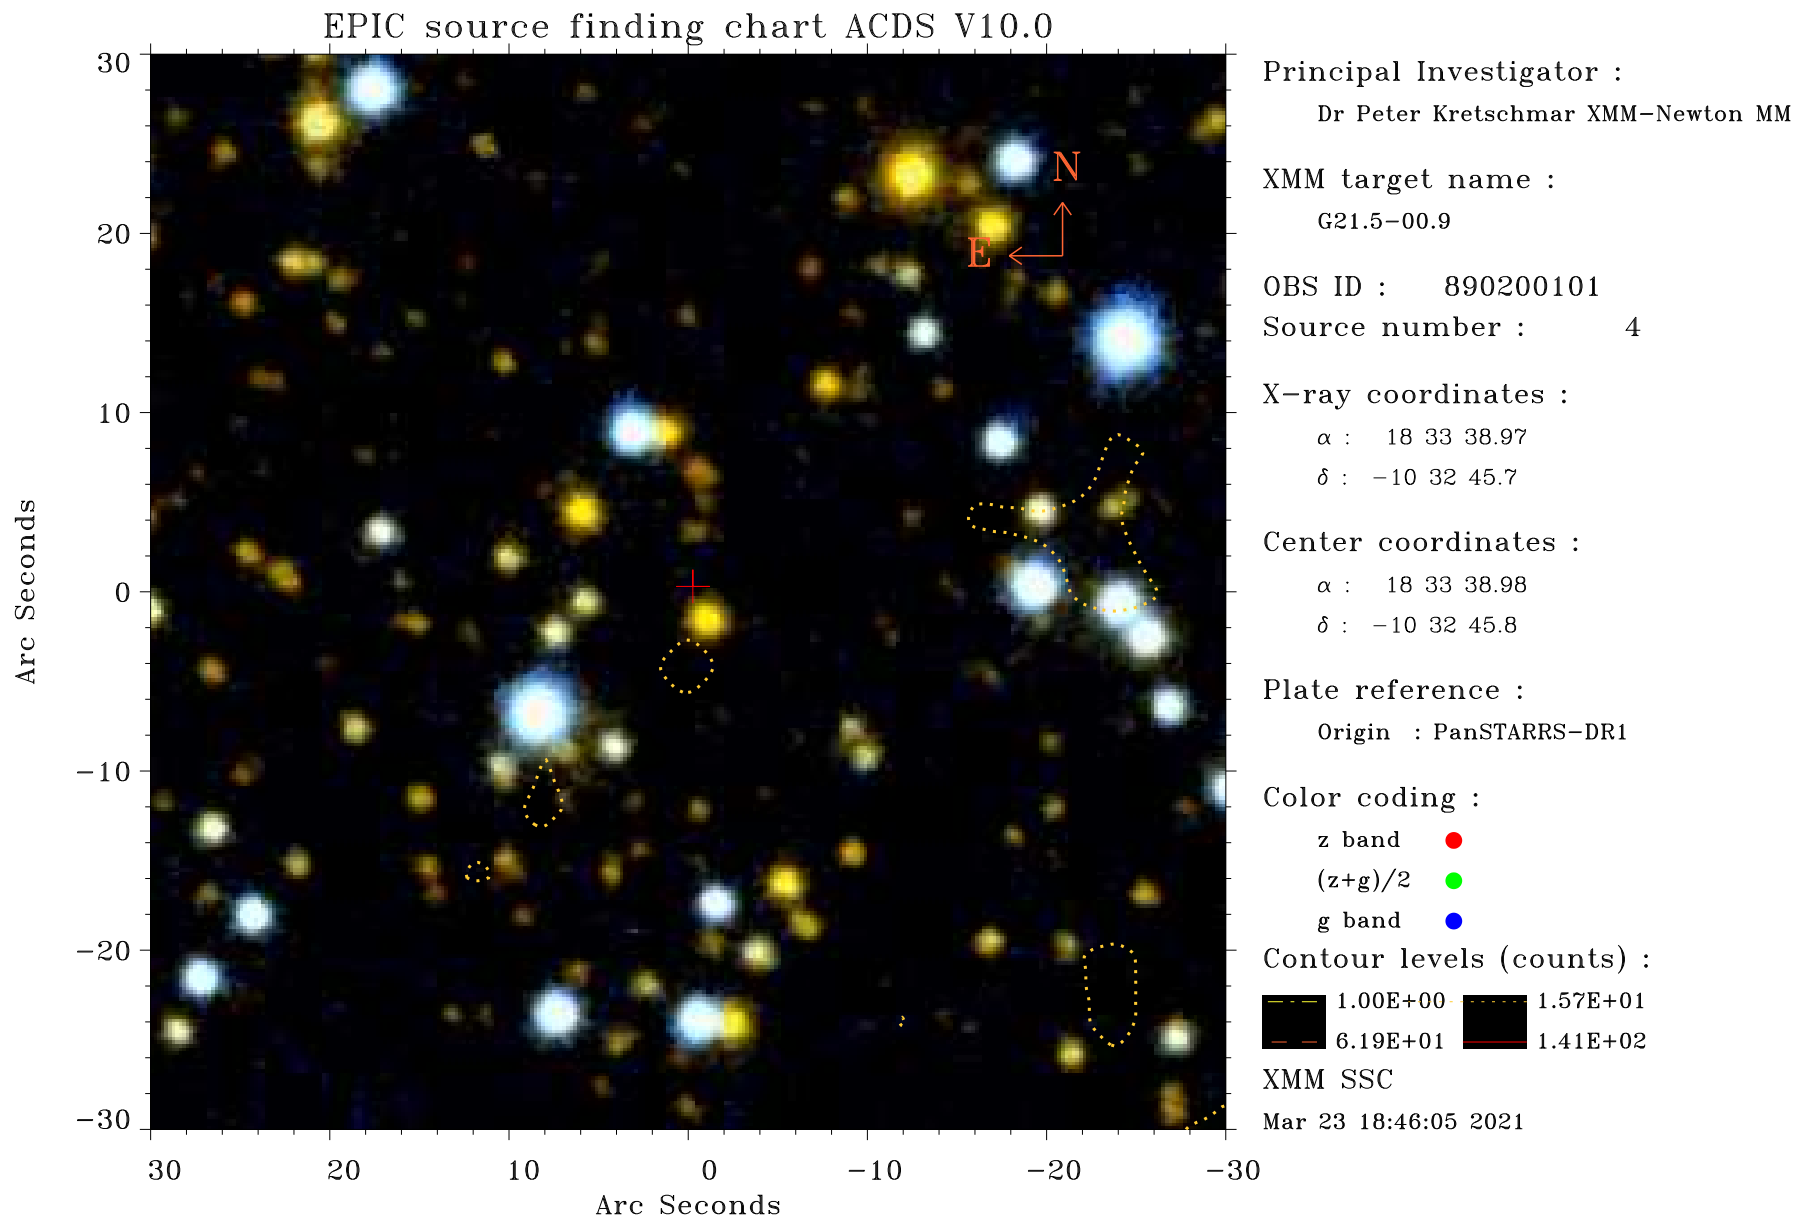 EPIC source finding chart ACDS V10.0
30
20
10
0
−10
−20
−30
Arc Seconds
30
20
10
0
−10
−20
−30
Arc Seconds
N
E
Principal Investigator :
Dr Peter Kretschmar XMM−Newton MM
XMM target name :
G21.5−00.9
OBS ID : 890200101
Source number : 4
X−ray coordinates :
α : 18 33 38.97
δ : −10 32 45.7
Center coordinates :
α : 18 33 38.98
δ : −10 32 45.8
Plate reference :
Origin : PanSTARRS−DR1
Color coding :
z band
(z+g)/2
g band
Contour levels (counts) :
1.00E+00 1.57E+01
6.19E+01 1.41E+02
XMM SSC
Mar 23 18:46:05 2021